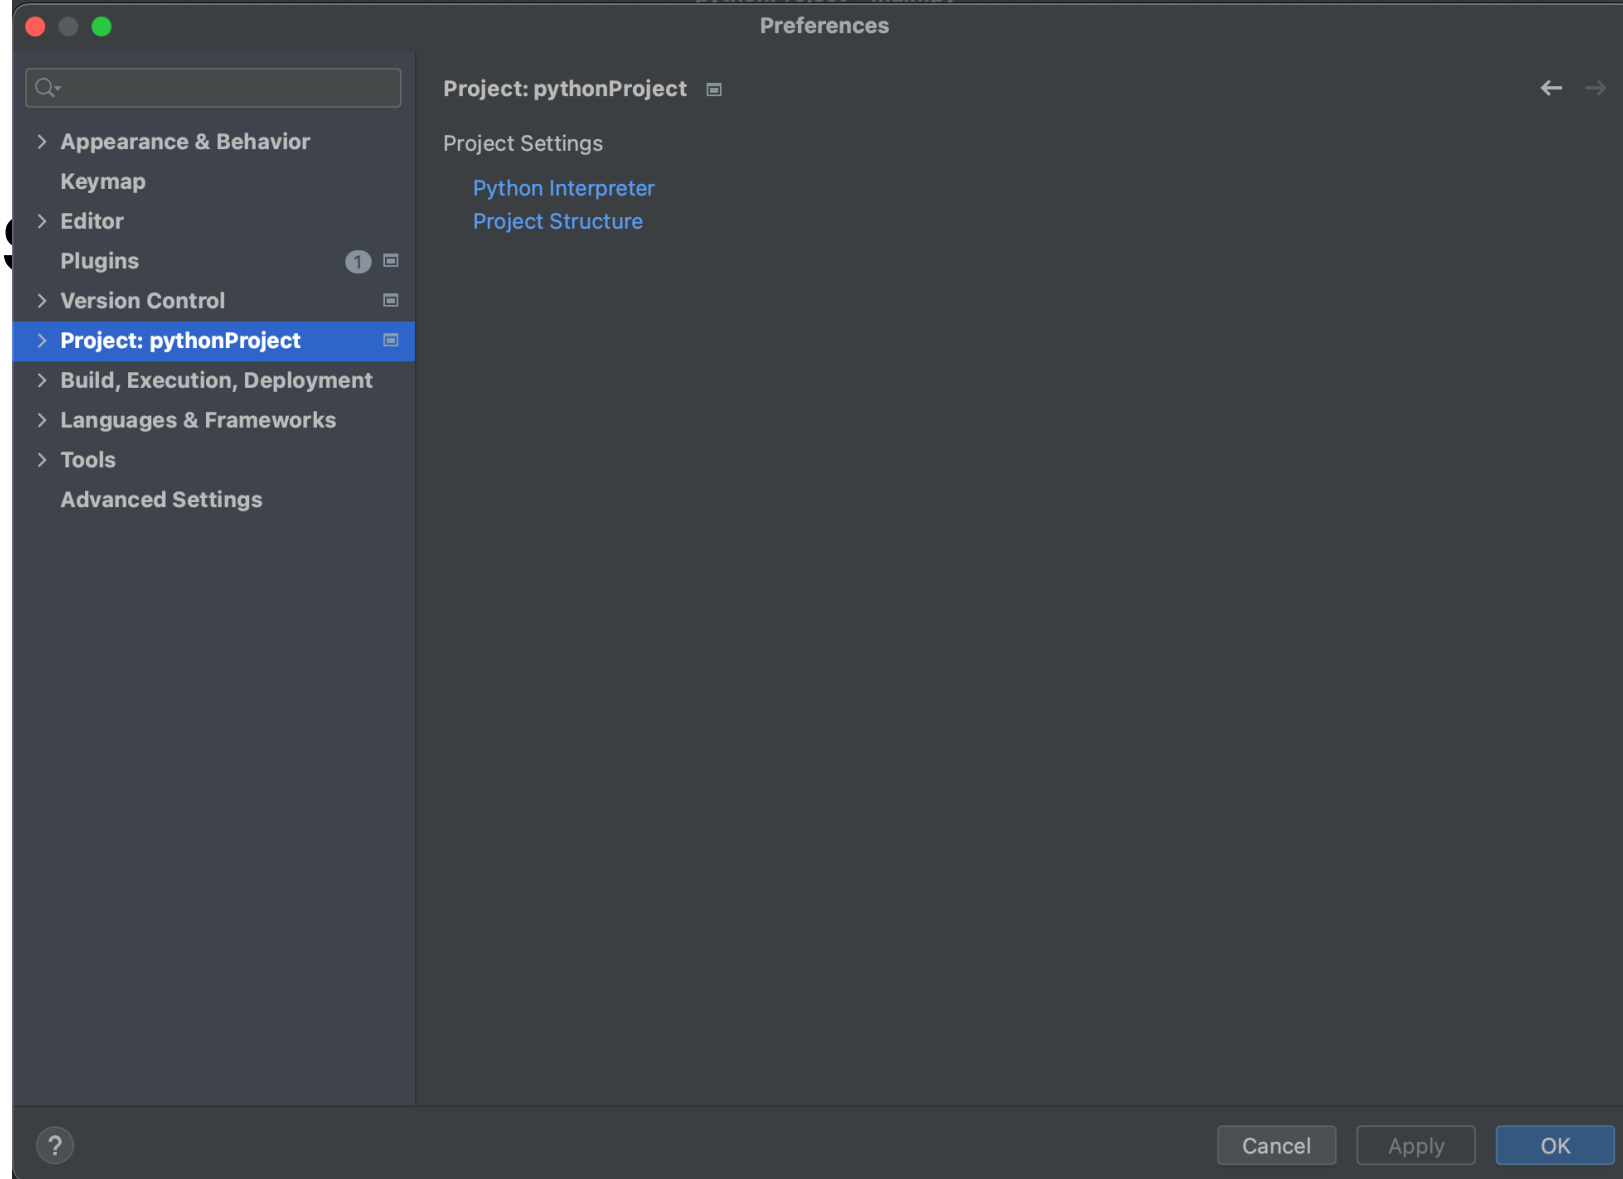 Preferences
Appearance & Behavior
Keymap
Editor
Plugins
1
Version Control
Project: pythonProject
Build, Execution, Deployment
Languages & Frameworks
Tools
Advanced Settings
Project: pythonProject
Project Settings
Python Interpreter
Project Structure
?
Cancel
Apply
OK